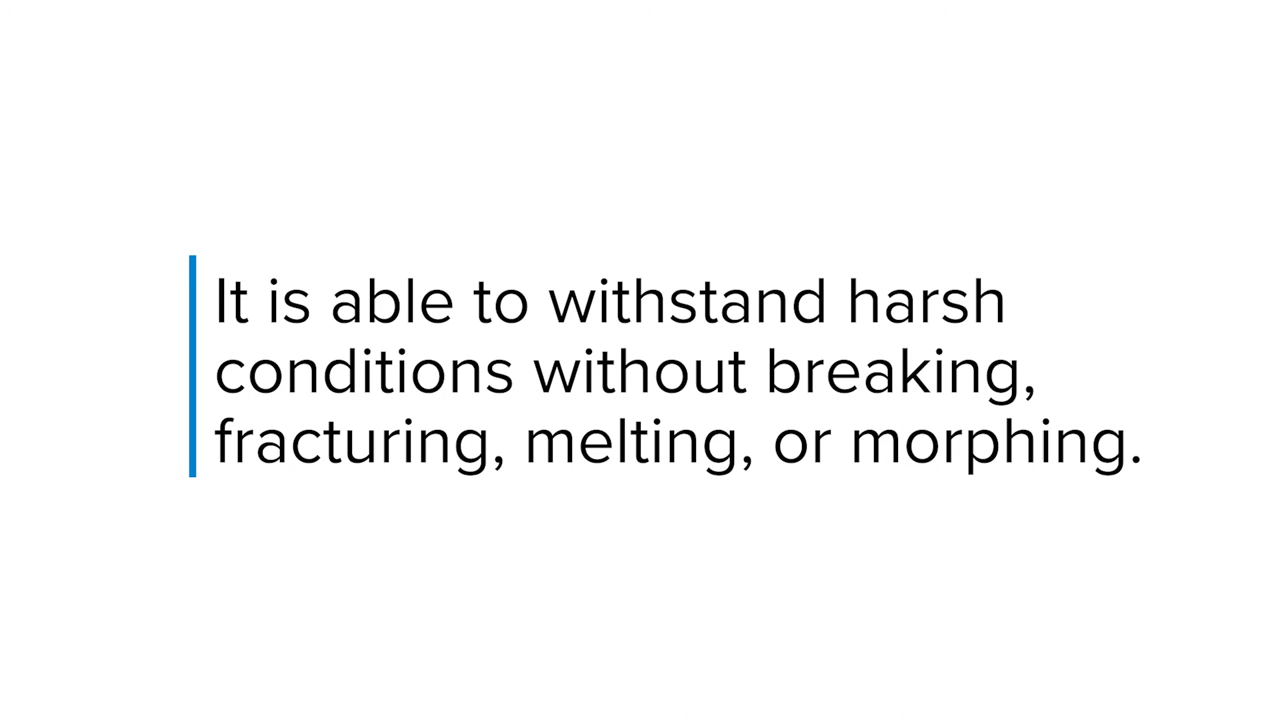 It is able to withstand harsh
conditions without breaking,
fracturing, melting, or morphing.